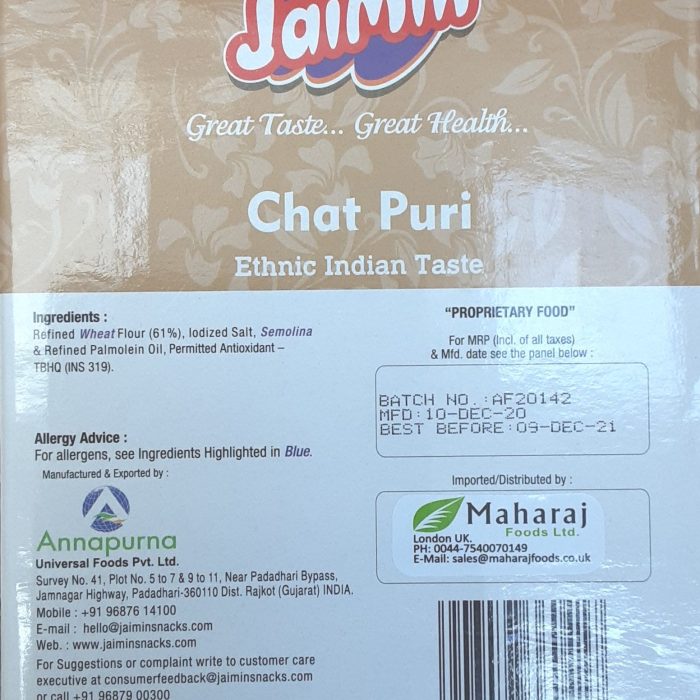 Jaimin
Great Taste... Great Health...
Chat Puri
Ethnic Indian Taste
Ingredients :
Refined Wheat Flour (61%), Iodized Salt, Semolina
& Refined Palmolein Oil, Permitted Antioxidant –
TBHQ (INS 319).
Allergy Advice :
For allergens, see Ingredients Highlighted in Blue.
Manufactured & Exported by :
Annapurna
Universal Foods Pvt. Ltd.
Survey No. 41, Plot No. 5 to 7 & 9 to 11, Near Padadhari Bypass,
Jamnagar Highway, Padadhari-360110 Dist. Rajkot (Gujarat) INDIA.
Mobile : +91 96876 14100
E-mail : hello@jaiminsnacks.com
Web. : www.jaiminsnacks.com
For Suggestions or complaint write to customer care
executive at consumerfeedback@jaiminsnacks.com
or call +91 96879 00300
"PROPRIETARY FOOD"
For MRP (Incl. of all taxes)
& Mfd. date see the panel below :
BATCH NO.:AF20142
MFD:10-DEC-20
BEST BEFORE:09-DEC-21
Imported/Distributed by :
Maharaj
Foods Ltd.
London UK.
PH: 0044-7540070149
E-Mail: sales@maharajfoods.co.uk